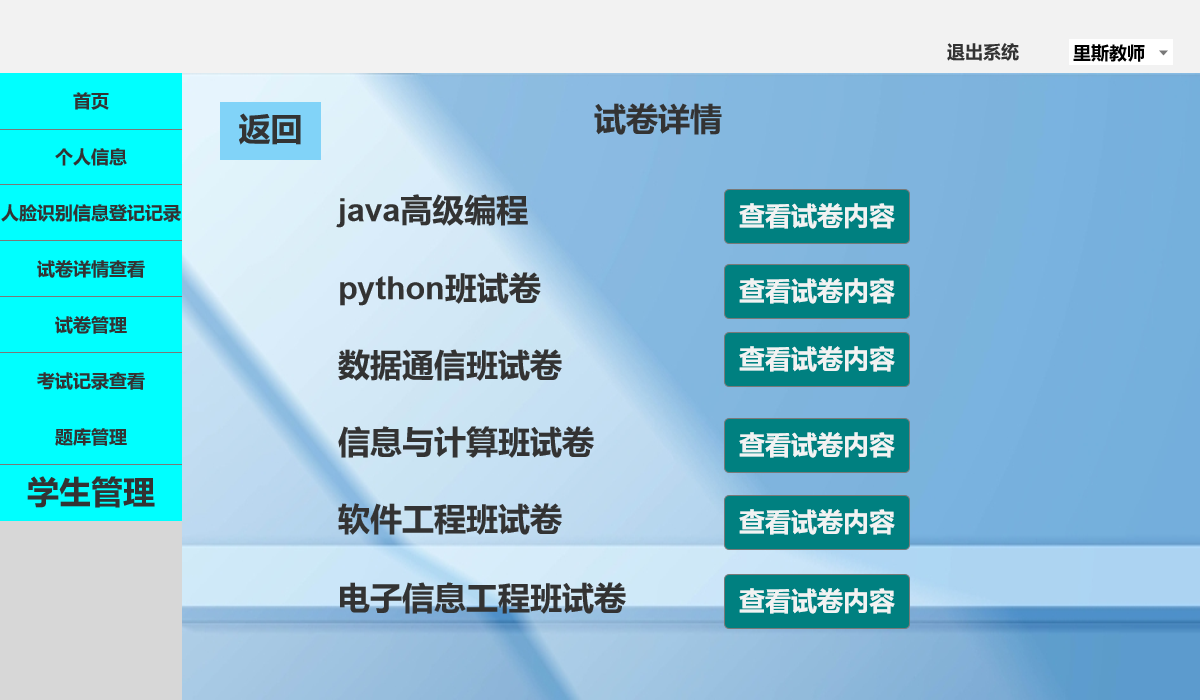 退出系统
里斯教师
首页
个人信息
人脸识别信息登记记录
试卷详情查看
试卷管理
考试记录查看
题库管理
学生管理
返回
试卷详情
java高级编程
查看试卷内容
python班试卷
查看试卷内容
数据通信班试卷
查看试卷内容
信息与计算班试卷
查看试卷内容
软件工程班试卷
查看试卷内容
电子信息工程班试卷
查看试卷内容